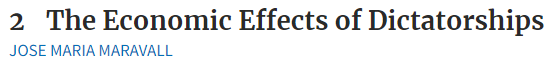 2 The Economic Effects of Dictatorships
JOSE MARIA MARAVALL